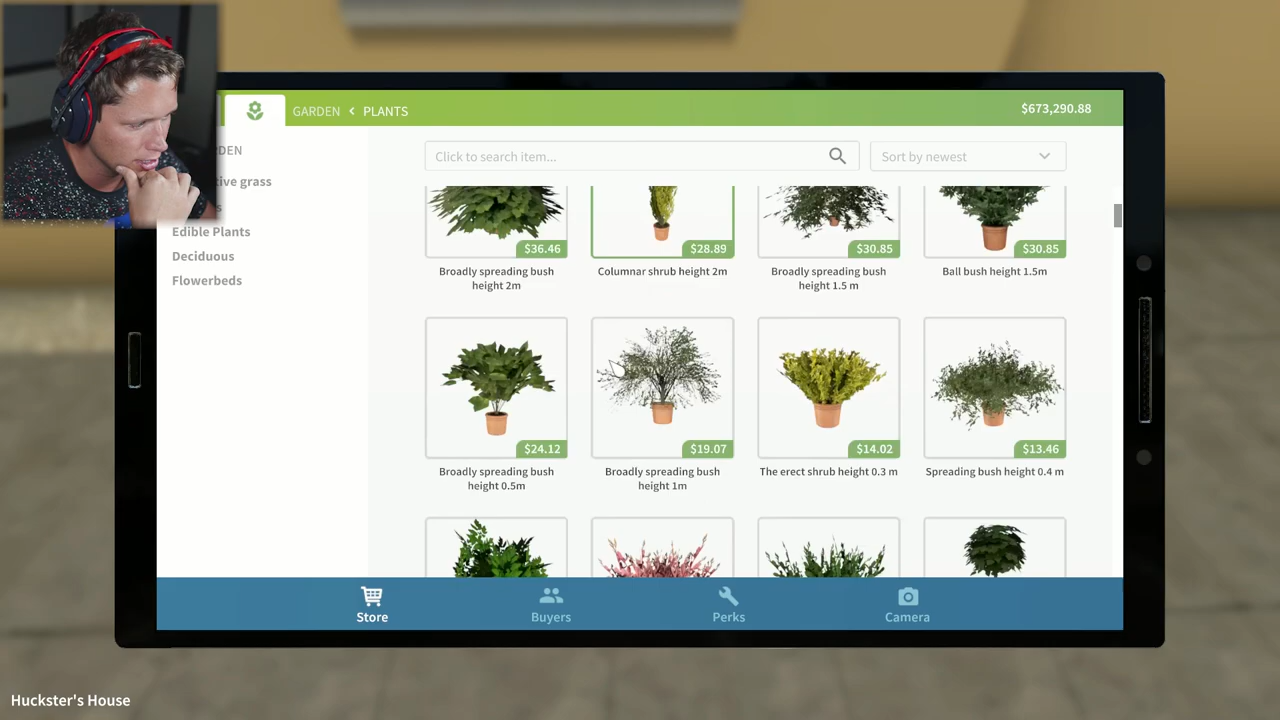 GARDEN < PLANTS
$673,290.88
Click to search item...
Sort by newest
Edible Plants
Deciduous
Flowerbeds
$36.46
$28.89
$30.85
$30.85
Broadly spreading bush
height 2m
Columnar shrub height 2m
Broadly spreading bush
height 1.5 m
Ball bush height 1.5m
$24.12
$19.07
$14.02
$13.46
Broadly spreading bush
height 0.5m
Broadly spreading bush
height 1m
The erect shrub height 0.3 m
Spreading bush height 0.4 m
Store
Buyers
Perks
Camera
Huckster's House